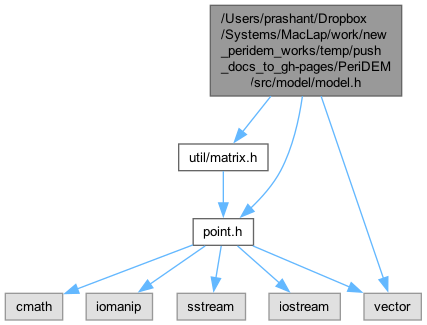 /Users/prashant/Dropbox
/Systems/MacLap/work/new
_peridem_works/temp/push
_docs_to_gh-pages/PeriDEM
/src/model/model.h
util/matrix.h
point.h
cmath
iomanip
sstream
iostream
vector